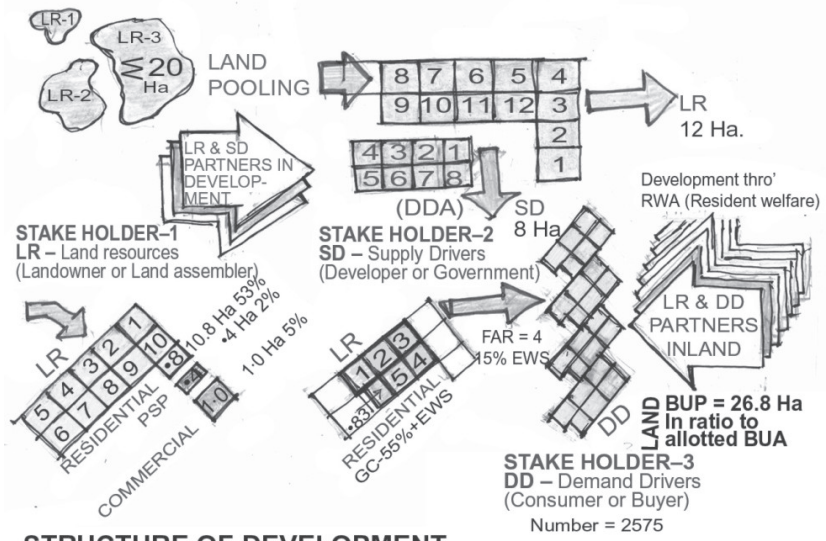 LR-1
LR-2
LR-3
20
Ha
LAND
POOLING
8 7 6 5 4
9 10 11 12 3
2
1
LR
12 Ha.
LR & SD
PARTNERS IN
DEVELOP-
MENT
4 3 2 1
5 6 7 8
(DDA)
SD
8 Ha
Development thro'
RWA (Resident welfare)
STAKE HOLDER–1
LR – Land resources
(Landowner or Land assembler)
STAKE HOLDER–2
SD – Supply Drivers
(Developer or Government)
LR
5 4 3 2 1
6 7 8 9 10
·8
·4
1·0
10.8 Ha 53%
·4 Ha 2%
1·0 Ha 5%
RESIDENTIAL
PSP
COMMERCIAL
LR
1 2 3
5 4
·83
RESIDENTIAL
GC-55%+EWS
FAR = 4
15% EWS
DD
LR & DD
PARTNERS
INLAND
LAND
BUP = 26.8 Ha
In ratio to
allotted BUA
STAKE HOLDER–3
DD – Demand Drivers
(Consumer or Buyer)
Number = 2575
STRUCTURE OF DEVELOPMENT